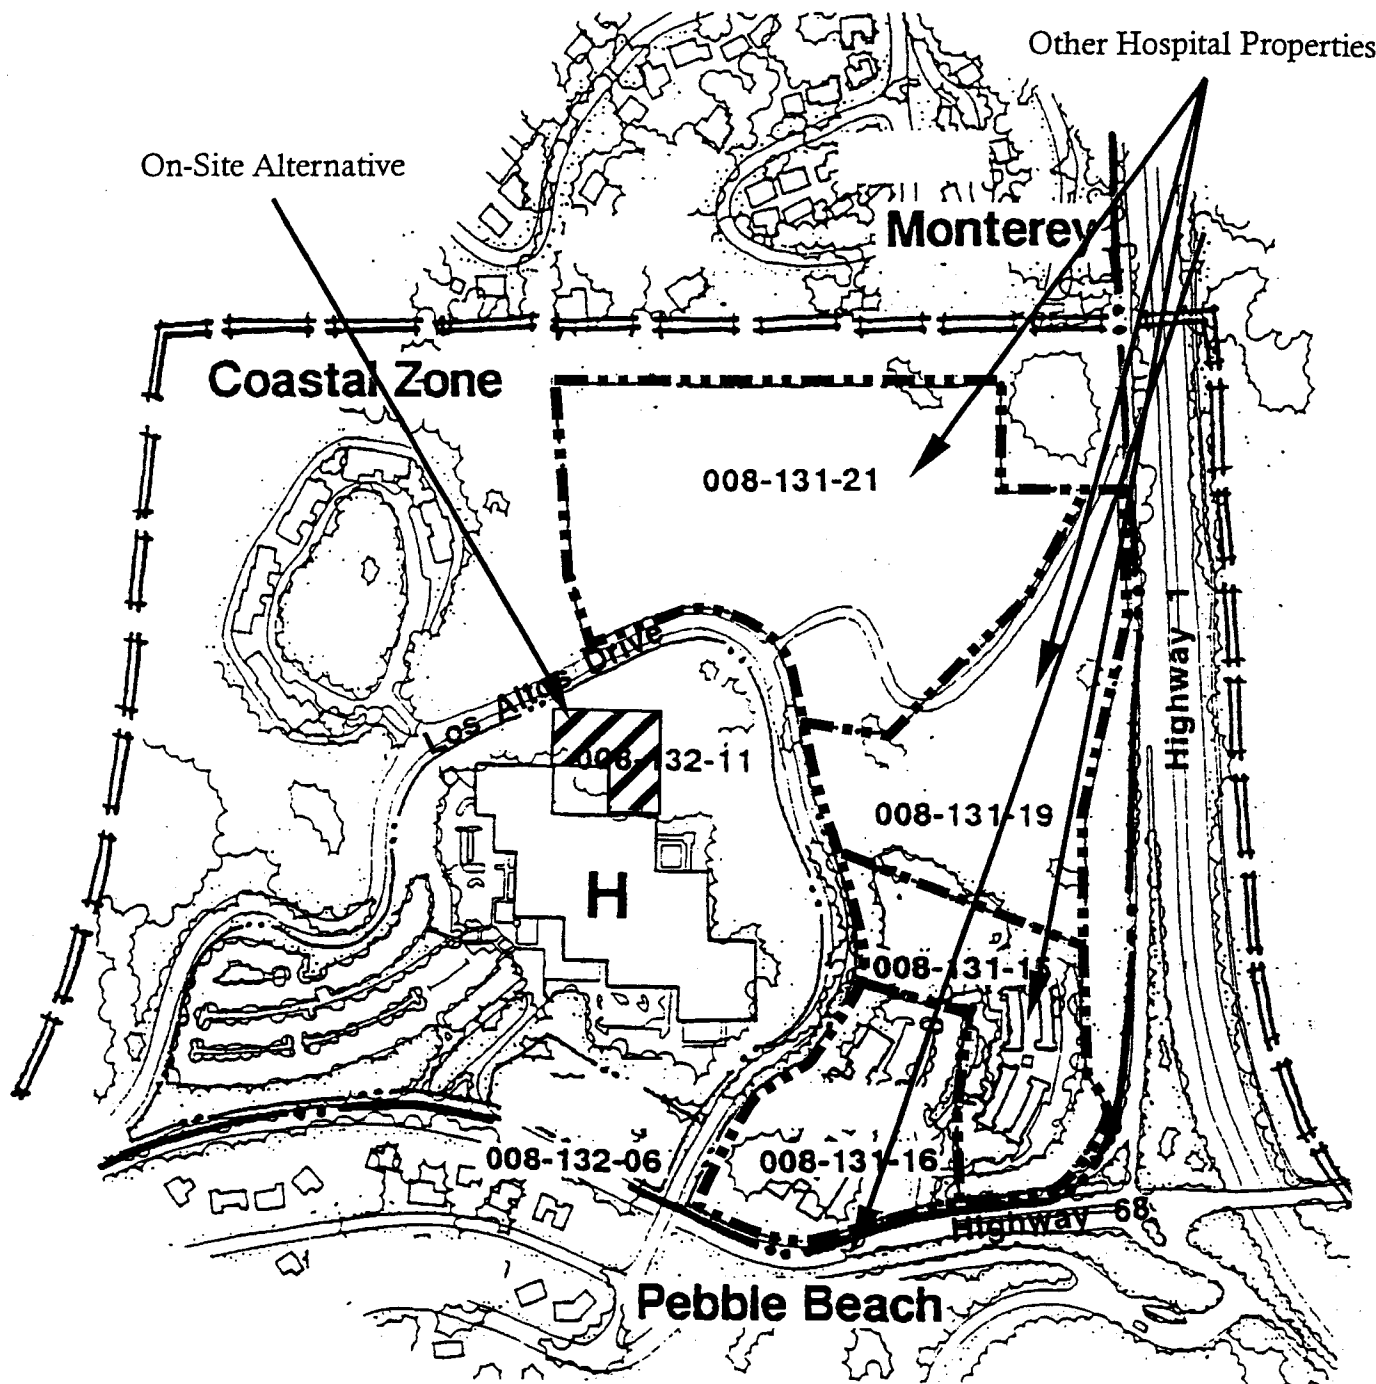 Other Hospital Properties
On-Site Alternative
Monterey
Coastal Zone
008-131-21
Los Altos Drive
Highway 1
008-132-11
008-131-19
H
008-131-15
008-132-06
008-131-16
Highway 68
Pebble Beach